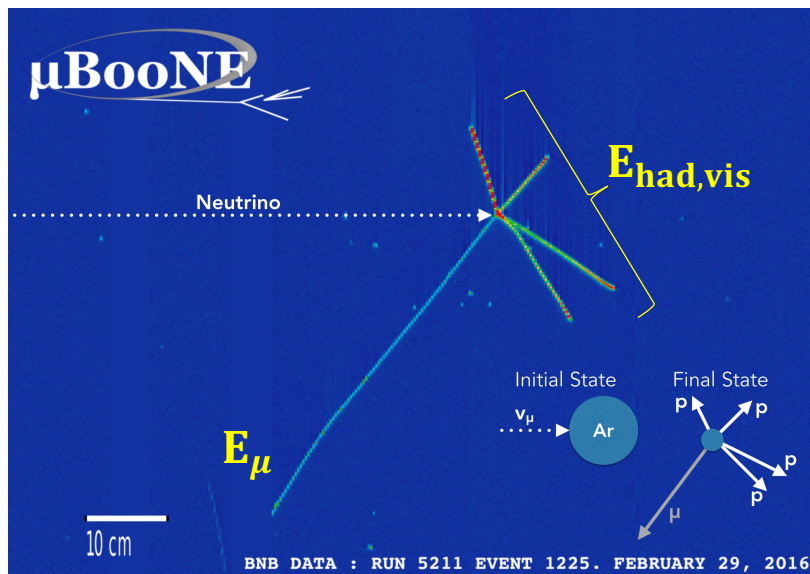 µBooNE
E_had,vis
Neutrino
Initial State
Final State
ν_μ
Ar
p
p
p
p
μ
E_μ
10 cm
BNB DATA : RUN 5211 EVENT 1225. FEBRUARY 29, 2016